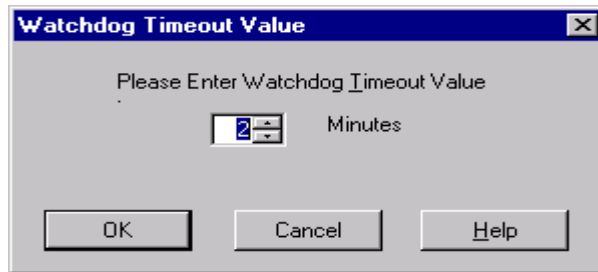 Watchdog Timeout Value
Please Enter Watchdog Timeout Value
:
2 Minutes
OK Cancel Help